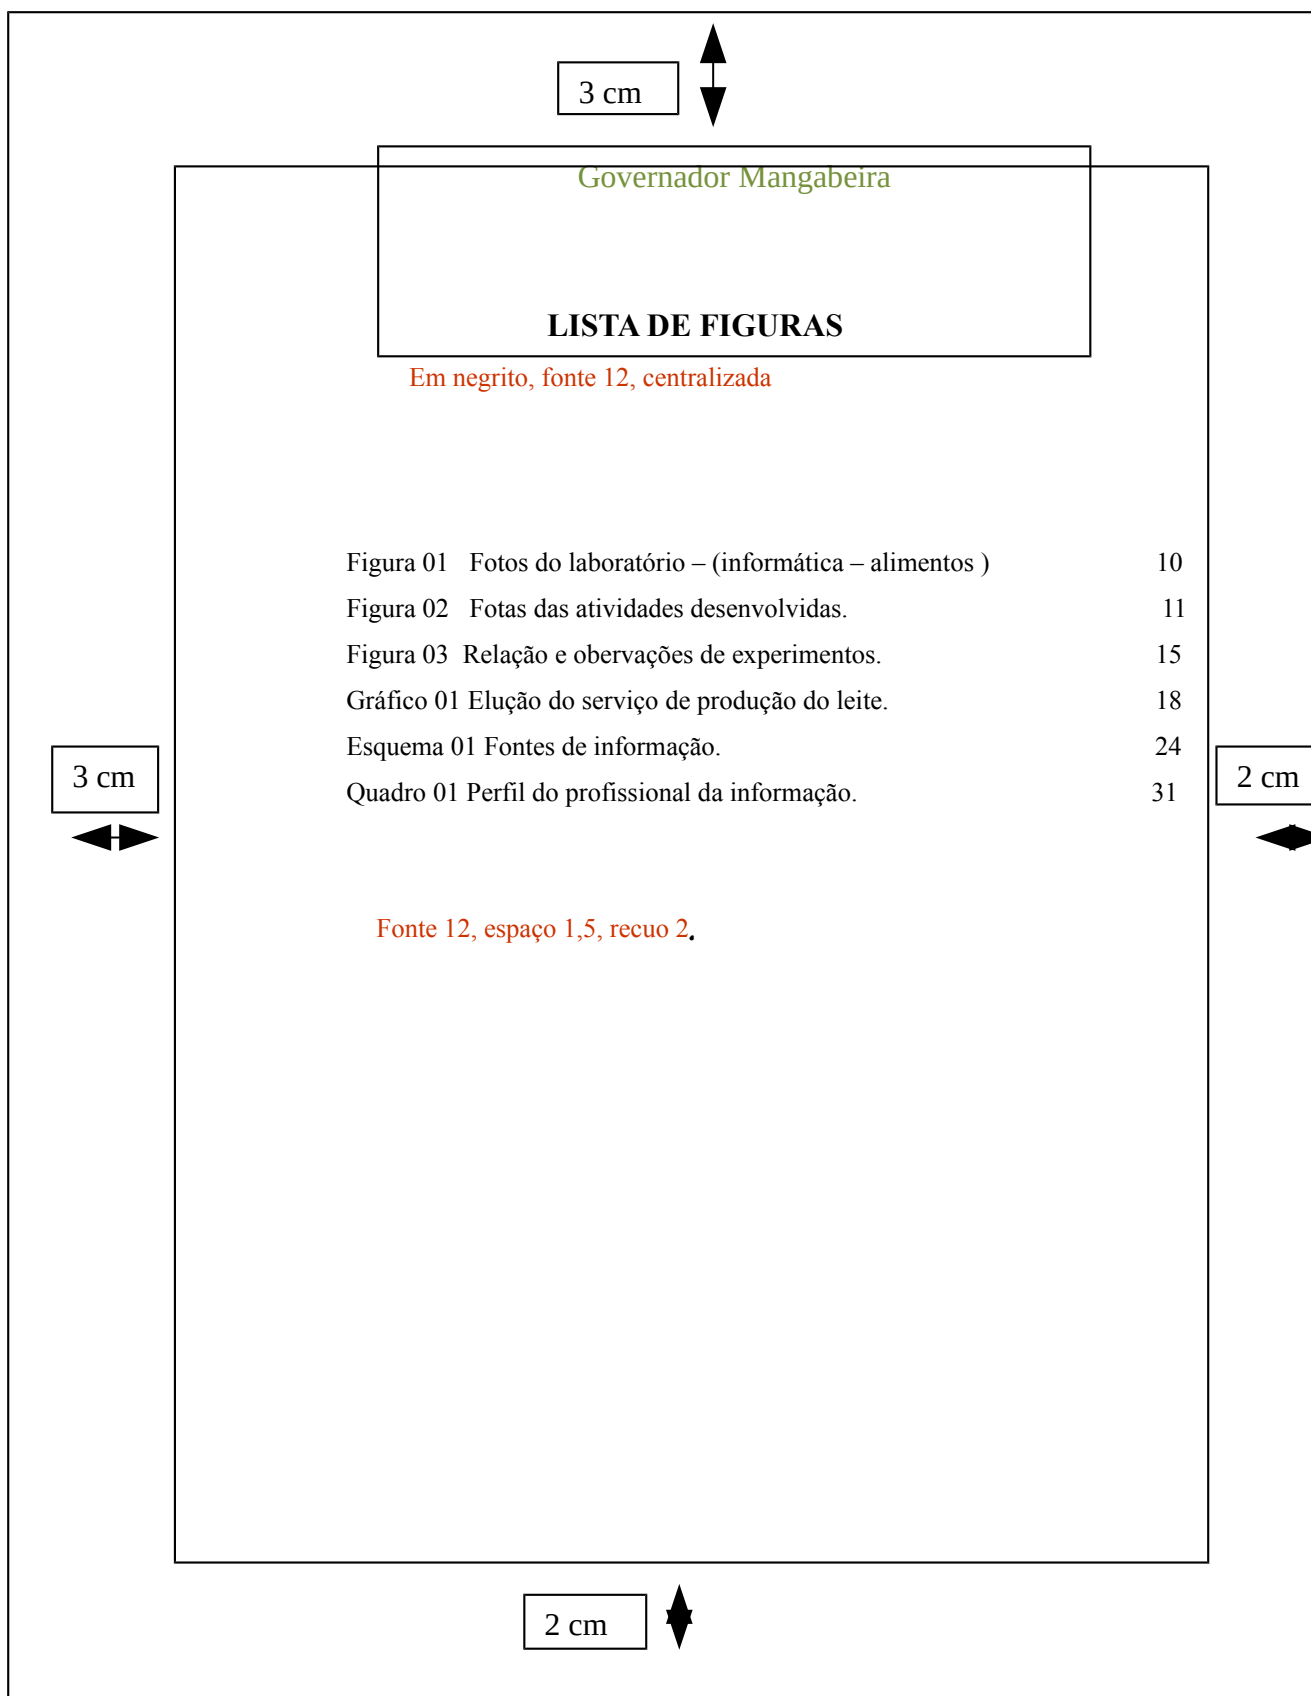 3 cm
Governador Mangabeira
LISTA DE FIGURAS
Em negrito, fonte 12, centralizada
Figura 01 Fotos do laboratório – (informática – alimentos ) 10
Figura 02 Fotas das atividades desenvolvidas. 11
Figura 03 Relação e obervações de experimentos. 15
Gráfico 01 Elução do serviço de produção do leite. 18
Esquema 01 Fontes de informação. 24
Quadro 01 Perfil do profissional da informação. 31
3 cm
2 cm
Fonte 12, espaço 1,5, recuo 2.
2 cm